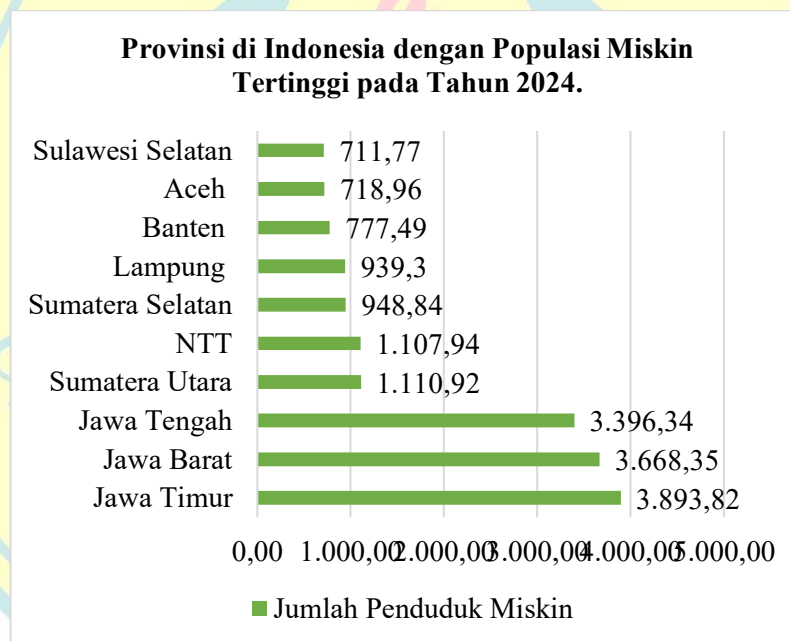 Provinsi di Indonesia dengan Populasi Miskin
Tertinggi pada Tahun 2024.
Sulawesi Selatan 711,77
Aceh 718,96
Banten 777,49
Lampung 939,3
Sumatera Selatan 948,84
NTT 1.107,94
Sumatera Utara 1.110,92
Jawa Tengah 3.396,34
Jawa Barat 3.668,35
Jawa Timur 3.893,82
0,00 1.000,00 2.000,00 3.000,00 4.000,00 5.000,00
Jumlah Penduduk Miskin